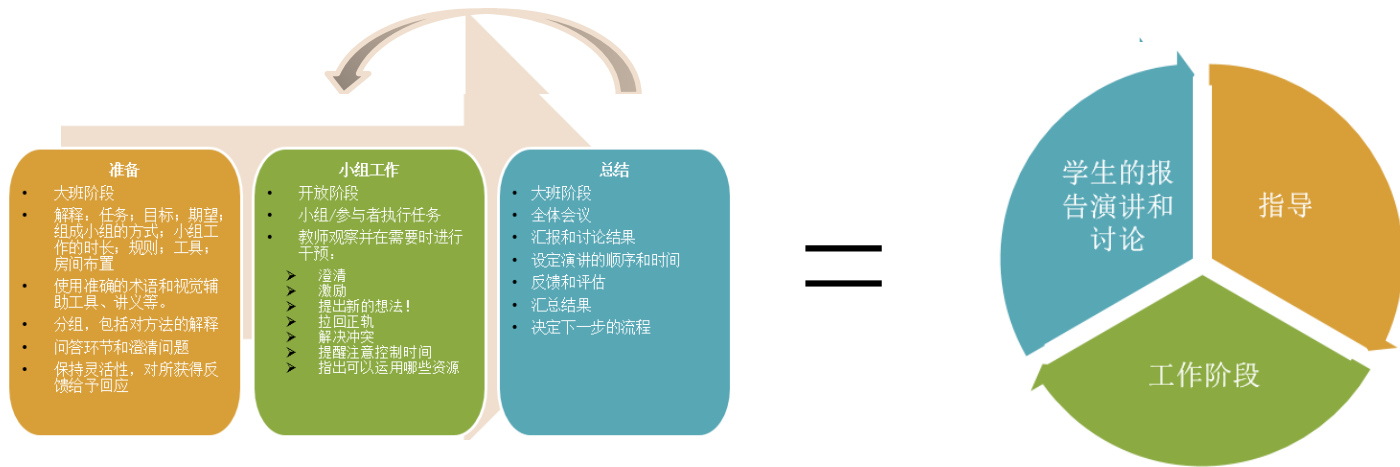 准备
• 大班阶段
• 解释：任务；目标；期望；
组成小组的方式；小组工
作的时长；规则；工具；
房间布置
• 使用准确的术语和视觉辅
助工具、讲义等。
• 分组，包括对方法的解释
• 问答环节和澄清问题
• 保持灵活性，对所获得反
馈给予回应
小组工作
• 开放阶段
• 小组/参与者执行任务
• 教师观察并在需要时进行
干预：
➢ 澄清
➢ 激励
➢ 提出新的想法！
➢ 拉回正轨
➢ 解决冲突
➢ 提醒注意控制时间
➢ 指出可以运用哪些资源
总结
• 大班阶段
• 全体会议
• 汇报和讨论结果
• 设定演讲的顺序和时间
• 反馈和评估
• 汇总结果
• 决定下一步的流程
=
学生的报
告演讲和
讨论
指导
工作阶段